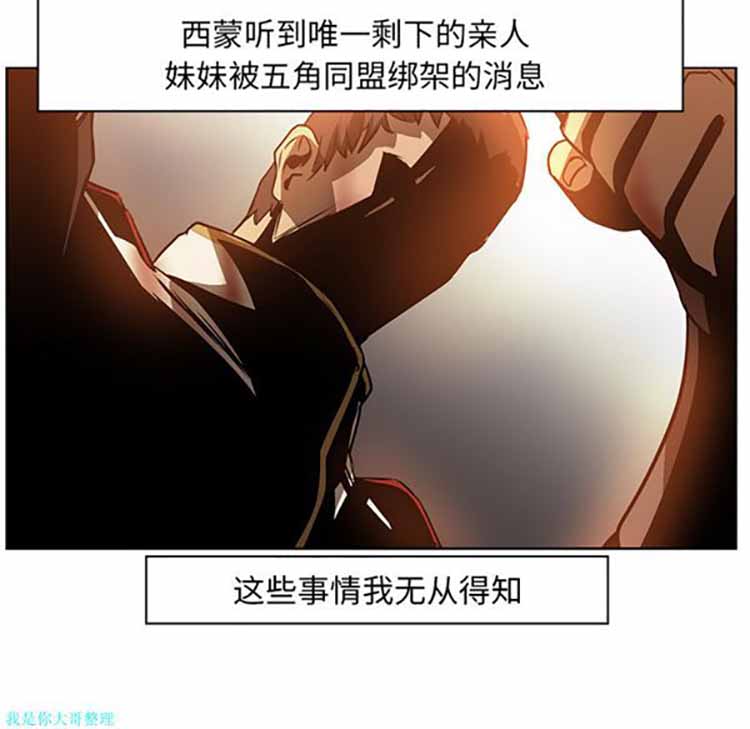 西蒙听到唯一剩下的亲人
妹妹被五角同盟绑架的消息
这些事情我无从得知
我是你大哥整理